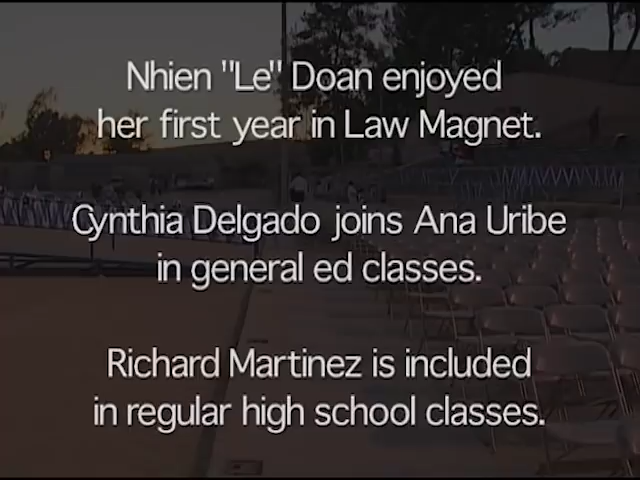 Nhien "Le" Doan enjoyed
her first year in Law Magnet.
Cynthia Delgado joins Ana Uribe
in general ed classes.
Richard Martinez is included
in regular high school classes.